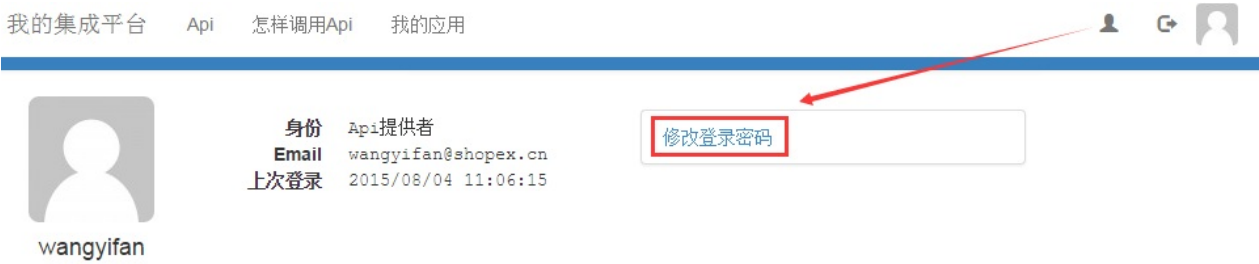 我的集成平台 Api 怎样调用Api 我的应用
身份 Api提供者
Email wangyifan@shopex.cn
上次登录 2015/08/04 11:06:15
修改登录密码
wangyifan